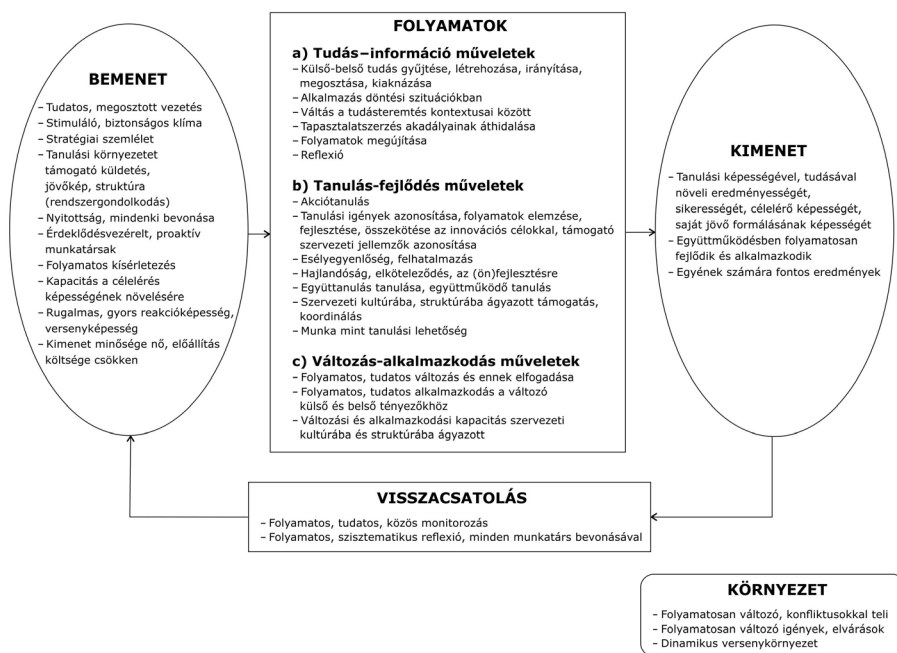 BEMENET
– Tudatos, megosztott vezetés
– Stimuláló, biztonságos klíma
– Stratégiai szemlélet
– Tanulási környezetet
támogató küldetés,
jövőkép, struktúra
(rendszergondolkodás)
– Nyitottság, mindenki bevonása
– Érdeklődésvezérelt, proaktív
munkatársak
– Folyamatos kísérletezés
– Kapacitás a célelérés
képességének növelésére
– Rugalmas, gyors reakcióképesség,
versenyképesség
– Kimenet minősége nő, előállítás
költsége csökken
FOLYAMATOK
a) Tudás–információ műveletek
– Külső-belső tudás gyűjtése, létrehozása, irányítása,
megosztása, kiaknázása
– Alkalmazás döntési szituációkban
– Váltás a tudásteremtés kontextusai között
– Tapasztalatszerzés akadályainak áthidalása
– Folyamatok megújítása
– Reflexió
b) Tanulás-fejlődés műveletek
– Akciótanulás
– Tanulási igények azonosítása, folyamatok elemzése,
fejlesztése, összekötése az innovációs célokkal, támogató
szervezeti jellemzők azonosítása
– Esélyegyenlőség, felhatalmazás
– Hajlandóság, elköteleződés, az (ön)fejlesztésre
– Együttanulás tanulása, együttműködő tanulás
– Szervezeti kultúrába, struktúrába ágyazott támogatás,
koordinálás
– Munka mint tanulási lehetőség
c) Változás-alkalmazkodás műveletek
– Folyamatos, tudatos változás és ennek elfogadása
– Folyamatos, tudatos alkalmazkodás a változó
külső és belső tényezőkhöz
– Változási és alkalmazkodási kapacitás szervezeti
kultúrába és struktúrába ágyazott
KIMENET
– Tanulási képességével, tudásával
növeli eredményességét,
sikerességét, célelérő képességét,
saját jövő formálásának képességét
– Együttműködésben folyamatosan
fejlődik és alkalmazkodik
– Egyének számára fontos eredmények
VISSZACSATOLÁS
– Folyamatos, tudatos, közös monitorozás
– Folyamatos, szisztematikus reflexió, minden munkatárs bevonásával
KÖRNYEZET
– Folyamatosan változó, konfliktusokkal teli
– Folyamatosan változó igények, elvárások
– Dinamikus versenykörnyezet